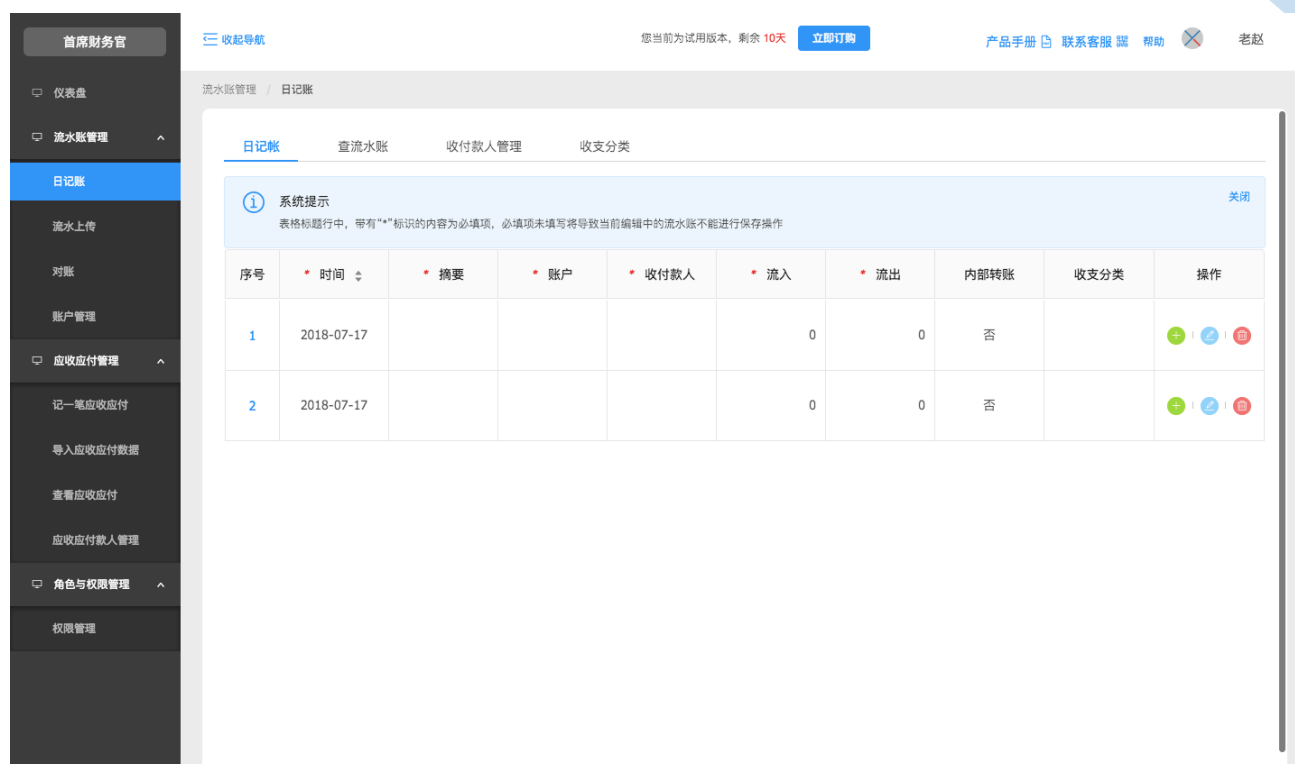 首席财务官
收起导航
您当前为试用版本，剩余 10天
立即订购
产品手册
联系客服
帮助
老赵
仪表盘
流水账管理
日记账
流水上传
对账
账户管理
应收应付管理
记一笔应收应付
导入应收应付数据
查看应收应付
应收应付款人管理
角色与权限管理
权限管理
流水账管理 / 日记账
日记帐 查流水账 收付款人管理 收支分类
系统提示
关闭
表格标题行中，带有"*"标识的内容为必填项，必填项未填写将导致当前编辑中的流水账不能进行保存操作
序号 * 时间 * 摘要 * 账户 * 收付款人 * 流入 * 流出 内部转账 收支分类 操作
1 2018-07-17 0 0 否
2 2018-07-17 0 0 否